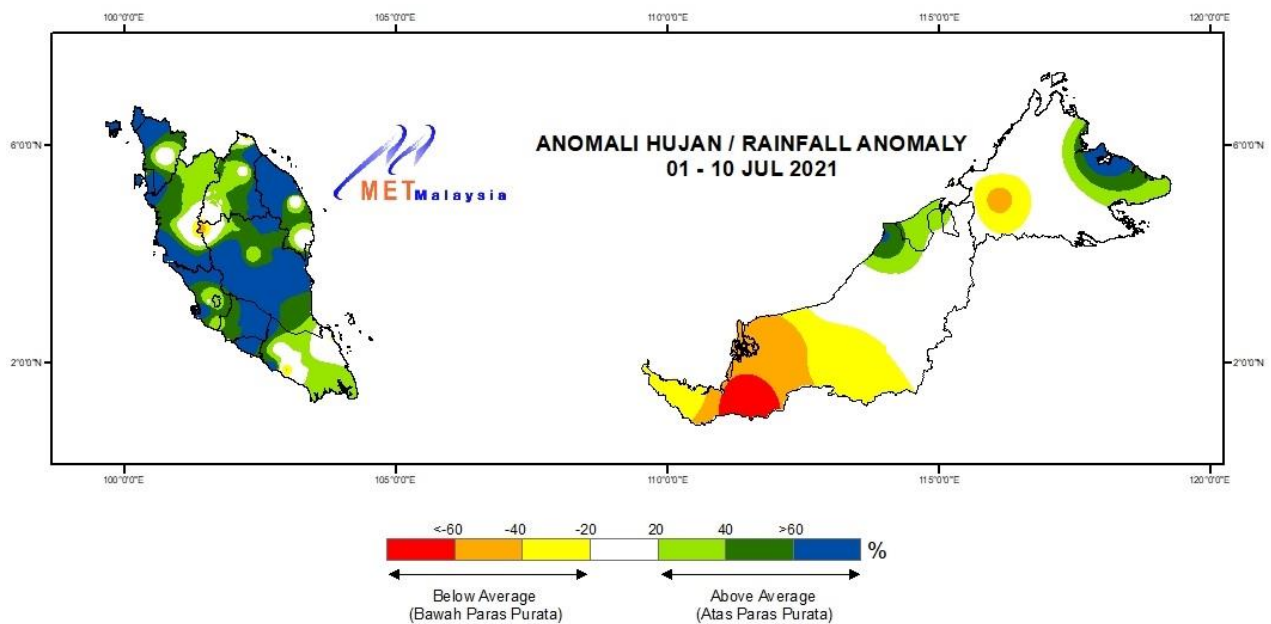 100°0'0"E 105°0'0"E 110°0'0"E 115°0'0"E 120°0'0"E
6°0'0"N
ANOMALI HUJAN / RAINFALL ANOMALY
6°0'0"N
01 - 10 JUL 2021
METMalaysia
2°0'0"N
2°0'0"N
100°0'0"E 105°0'0"E 110°0'0"E 115°0'0"E 120°0'0"E
<-60 -40 -20 20 40 >60
%
Below Average
(Bawah Paras Purata)
Above Average
(Atas Paras Purata)